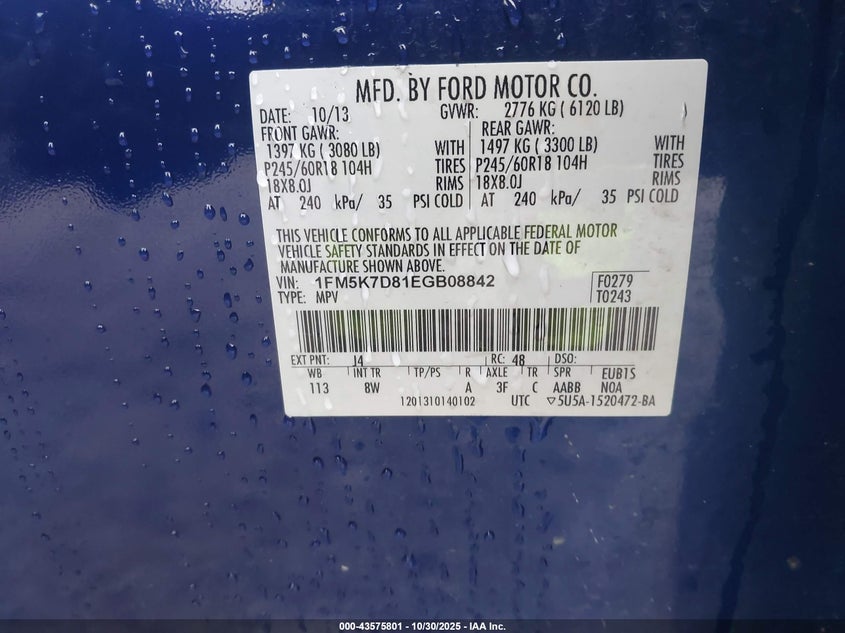 MFD. BY FORD MOTOR CO.
DATE: 10/13 GVWR: 2776 KG ( 6120 LB)
FRONT GAWR: REAR GAWR:
1397 KG ( 3080 LB) WITH 1497 KG ( 3300 LB) WITH
P245/60R18 104H TIRES P245/60R18 104H TIRES
18X8.0J RIMS 18X8.0J RIMS
AT 240 kPa/ 35 PSI COLD AT 240 kPa/ 35 PSI COLD
THIS VEHICLE CONFORMS TO ALL APPLICABLE FEDERAL MOTOR
VEHICLE SAFETY STANDARDS IN EFFECT ON THE DATE OF
MANUFACTURE SHOWN ABOVE.
VIN: 1FM5K7D81EGB08842 F0279
TYPE: MPV T0243
EXT PNT: J4 RC: 48 DSO:
WB INT TR TP/PS R AXLE TR SPR EUB1S
113 8W A 3F C AABB NOA
1201310140102 UTC ▽5U5A-1520472-BA
000-43575801 - 10/30/2025 - IAA Inc.